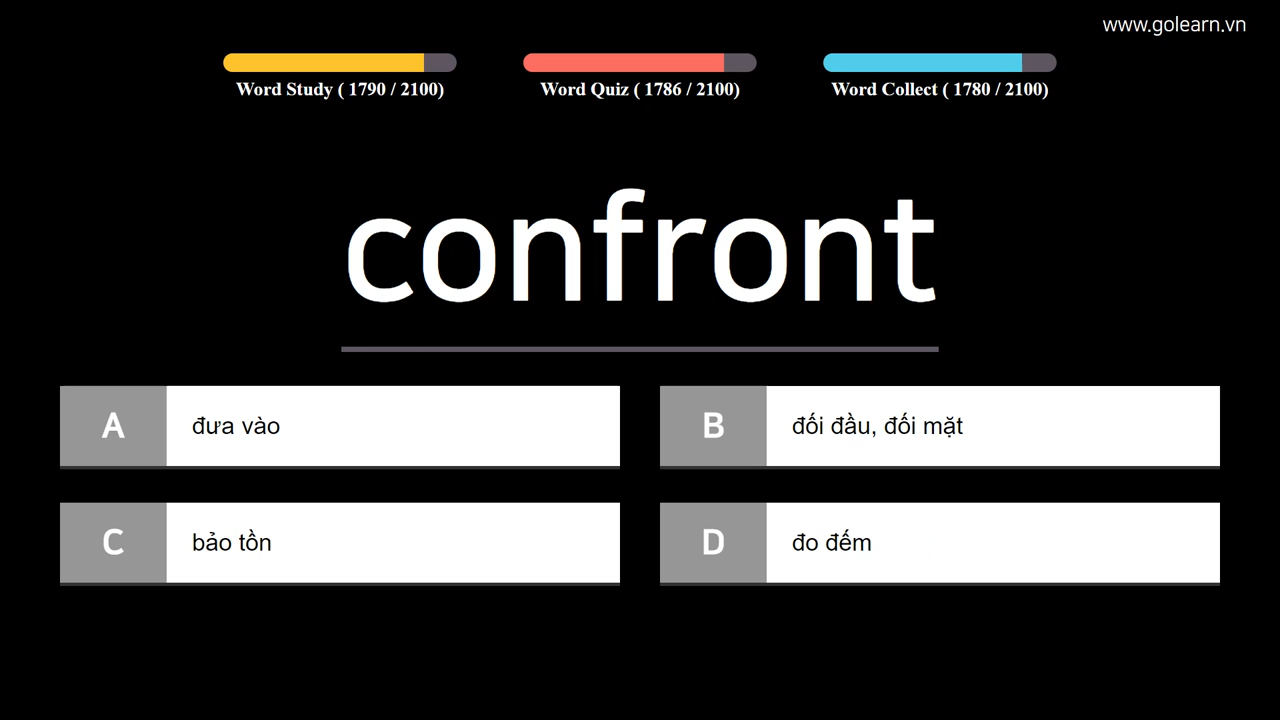 www.golearn.vn
Word Study ( 1790 / 2100)
Word Quiz ( 1786 / 2100)
Word Collect ( 1780 / 2100)
confront
A đưa vào
B đối đầu, đối mặt
C bảo tồn
D đo đếm